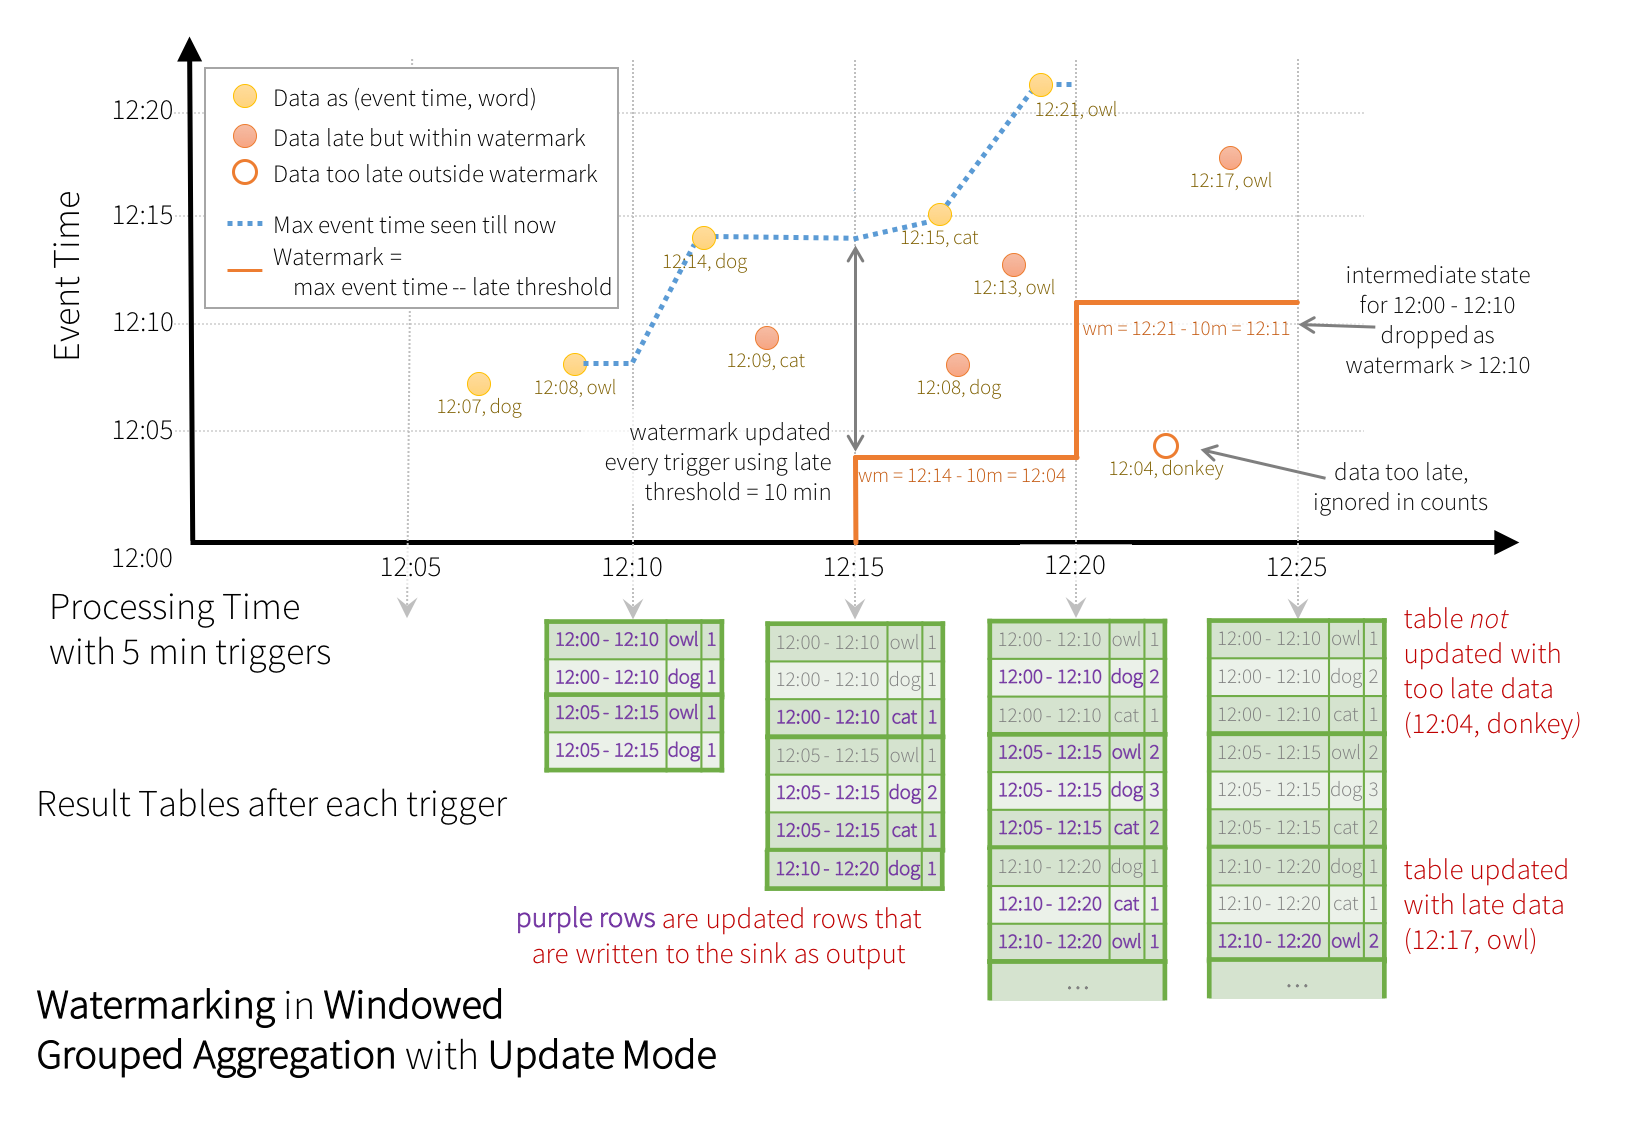 Data as (event time, word)
Data late but within watermark
Data too late outside watermark
Max event time seen till now
Watermark =
max event time -- late threshold
Event Time
12:20
12:15
12:10
12:05
12:00
12:21, owl
12:17, owl
12:15, cat
12:14, dog
12:13, owl
12:09, cat
12:08, dog
12:08, owl
12:07, dog
12:04, donkey
wm = 12:21 - 10m = 12:11
wm = 12:14 - 10m = 12:04
watermark updated
every trigger using late
threshold = 10 min
intermediate state
for 12:00 - 12:10
dropped as
watermark > 12:10
data too late,
ignored in counts
12:05
12:10
12:15
12:20
12:25
Processing Time
with 5 min triggers
Result Tables after each trigger
12:00 - 12:10 owl 1
12:00 - 12:10 dog 1
12:05 - 12:15 owl 1
12:05 - 12:15 dog 1
12:00 - 12:10 owl 1
12:00 - 12:10 dog 1
12:00 - 12:10 cat 1
12:05 - 12:15 owl 1
12:05 - 12:15 dog 2
12:05 - 12:15 cat 1
12:10 - 12:20 dog 1
12:00 - 12:10 owl 1
12:00 - 12:10 dog 2
12:00 - 12:10 cat 1
12:05 - 12:15 owl 2
12:05 - 12:15 dog 3
12:05 - 12:15 cat 2
12:10 - 12:20 dog 1
12:10 - 12:20 cat 1
12:10 - 12:20 owl 1
...
12:00 - 12:10 owl 1
12:00 - 12:10 dog 2
12:00 - 12:10 cat 1
12:05 - 12:15 owl 2
12:05 - 12:15 dog 3
12:05 - 12:15 cat 2
12:10 - 12:20 dog 1
12:10 - 12:20 cat 1
12:10 - 12:20 owl 2
...
table not
updated with
too late data
(12:04, donkey)
table updated
with late data
(12:17, owl)
purple rows are updated rows that
are written to the sink as output
Watermarking in Windowed
Grouped Aggregation with Update Mode